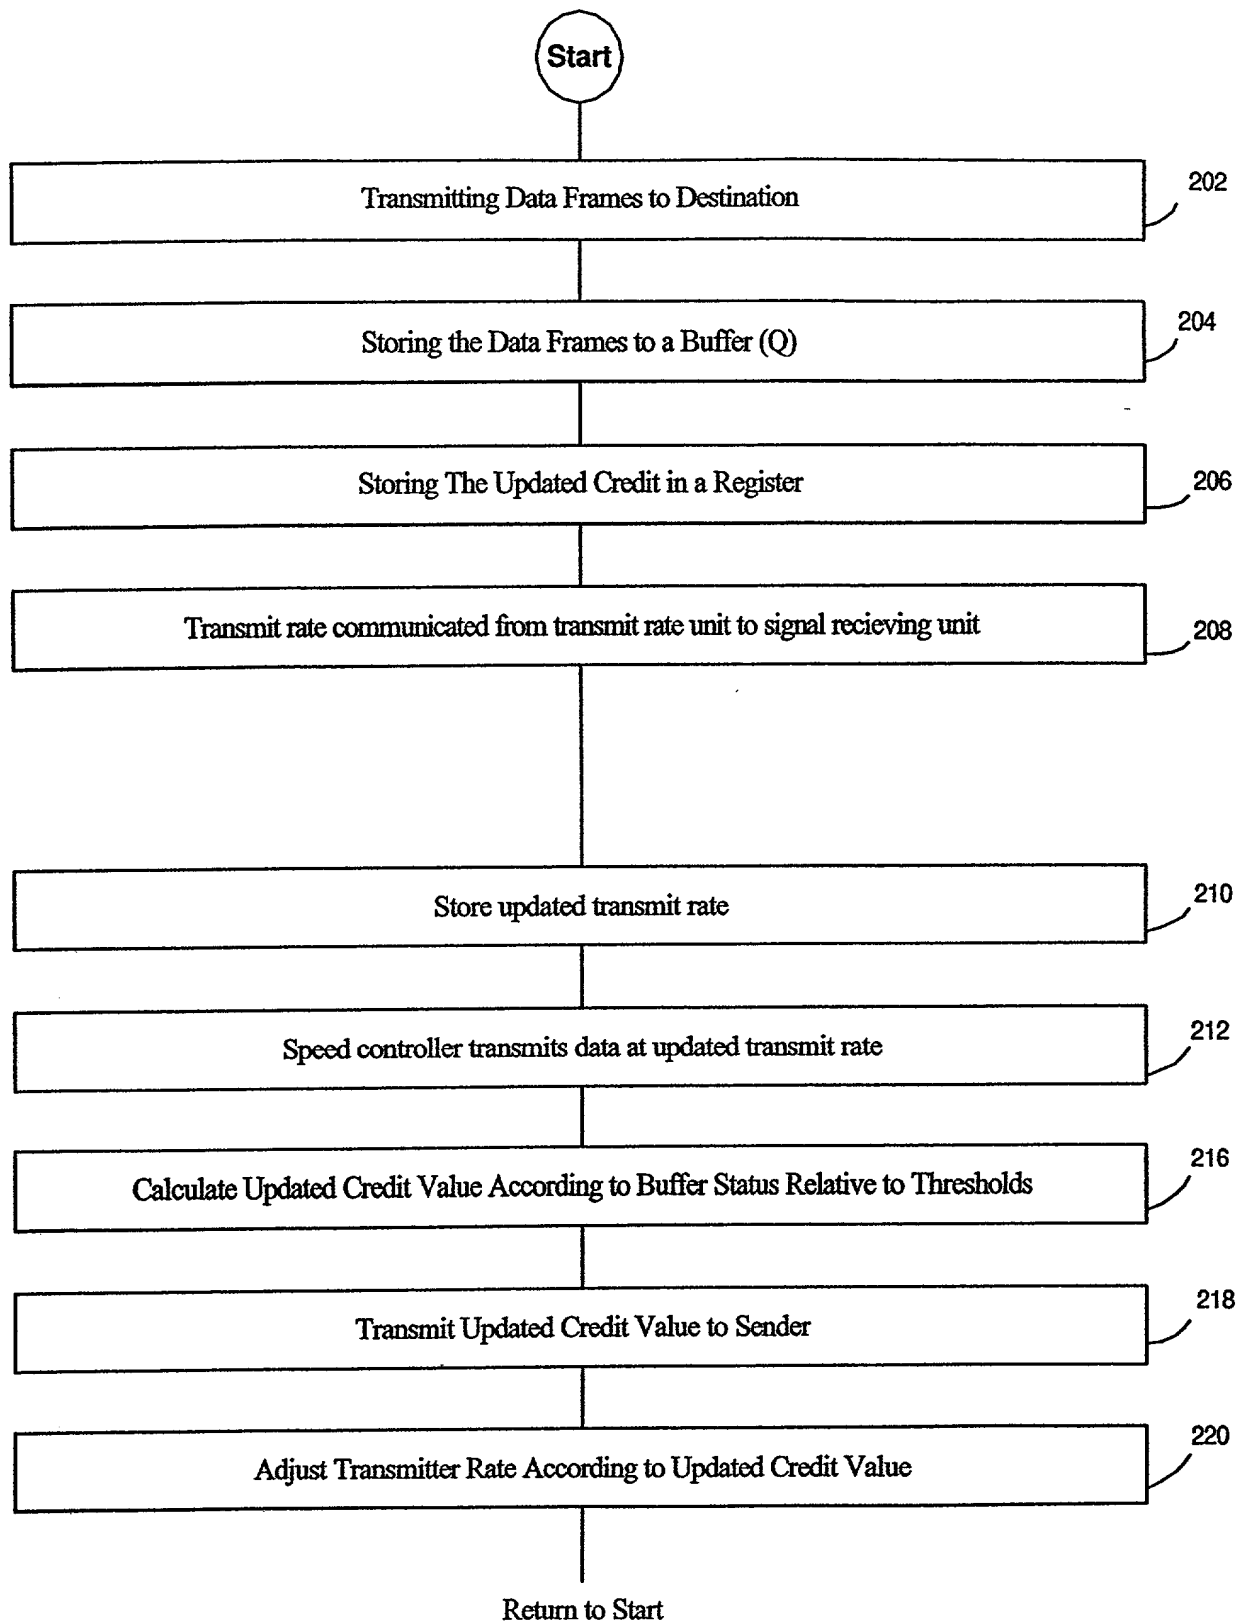 Start
Transmitting Data Frames to Destination
202
Storing the Data Frames to a Buffer (Q)
204
Storing The Updated Credit in a Register
206
Transmit rate communicated from transmit rate unit to signal recieving unit
208
Store updated transmit rate
210
Speed controller transmits data at updated transmit rate
212
Calculate Updated Credit Value According to Buffer Status Relative to Thresholds
216
Transmit Updated Credit Value to Sender
218
Adjust Transmitter Rate According to Updated Credit Value
220
Return to Start